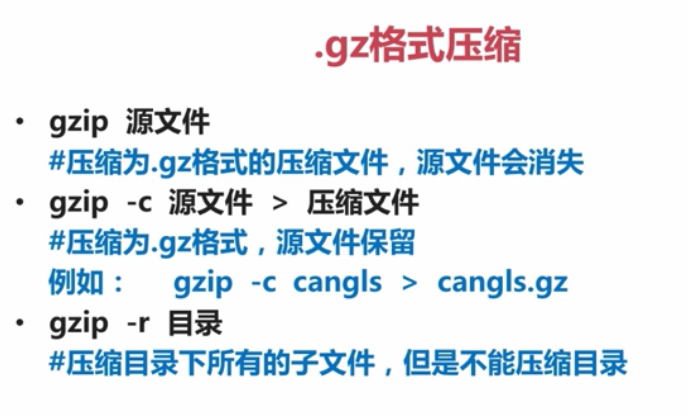 .gz格式压缩
• gzip 源文件
#压缩为.gz格式的压缩文件，源文件会消失
• gzip -c 源文件 > 压缩文件
#压缩为.gz格式，源文件保留
例如： gzip -c cangls > cangls.gz
• gzip -r 目录
#压缩目录下所有的子文件，但是不能压缩目录